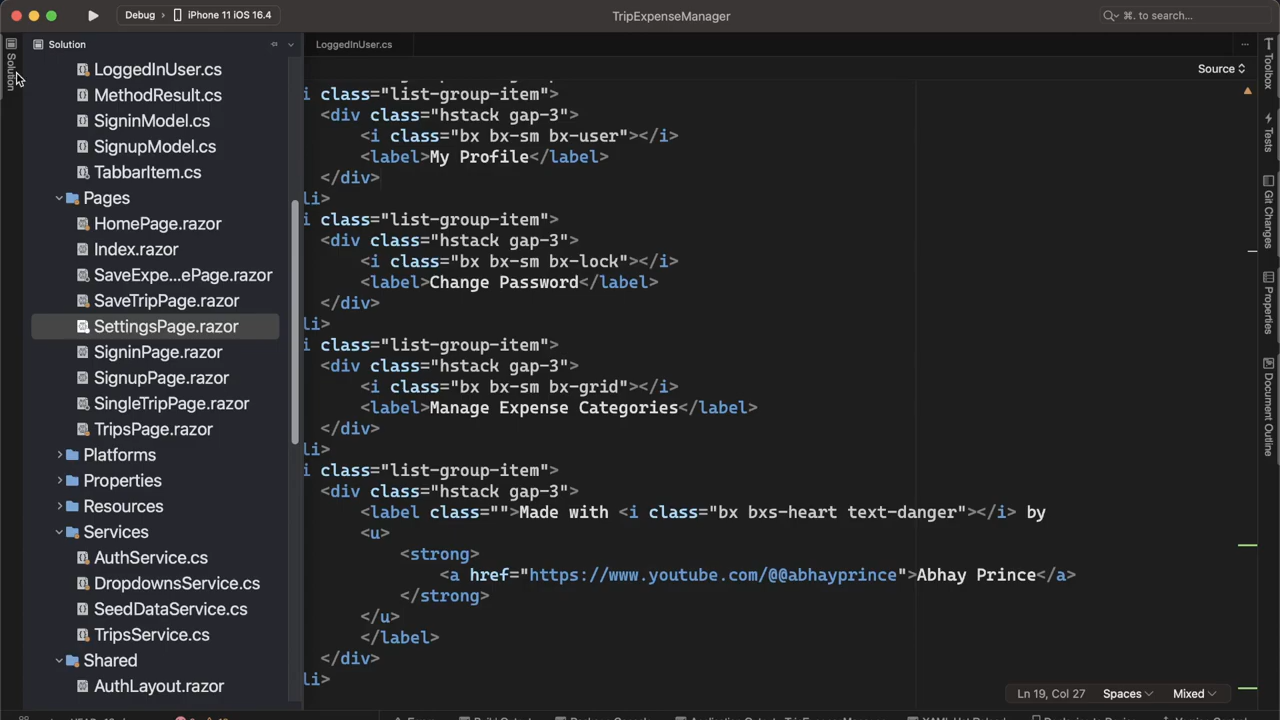 Debug › iPhone 11 iOS 16.4
TripExpenseManager
⌘. to search...
Solution
Solution
LoggedInUser.cs
MethodResult.cs
SigninModel.cs
SignupModel.cs
TabbarItem.cs
Pages
HomePage.razor
Index.razor
SaveExpe...ePage.razor
SaveTripPage.razor
SettingsPage.razor
SigninPage.razor
SignupPage.razor
SingleTripPage.razor
TripsPage.razor
Platforms
Properties
Resources
Services
AuthService.cs
DropdownsService.cs
SeedDataService.cs
TripsService.cs
Shared
AuthLayout.razor
LoggedInUser.cs
Source
i class="list-group-item">
<div class="hstack gap-3">
<i class="bx bx-sm bx-user"></i>
<label>My Profile</label>
</div>
li>
i class="list-group-item">
<div class="hstack gap-3">
<i class="bx bx-sm bx-lock"></i>
<label>Change Password</label>
</div>
li>
i class="list-group-item">
<div class="hstack gap-3">
<i class="bx bx-sm bx-grid"></i>
<label>Manage Expense Categories</label>
</div>
li>
i class="list-group-item">
<div class="hstack gap-3">
<label class="">Made with <i class="bx bxs-heart text-danger"></i> by
<u>
<strong>
<a href="https://www.youtube.com/@@abhayprince">Abhay Prince</a>
</strong>
</u>
</label>
</div>
li>
Ln 19, Col 27 Spaces Mixed
Toolbox
Tests
Git Changes
Properties
Document Outline